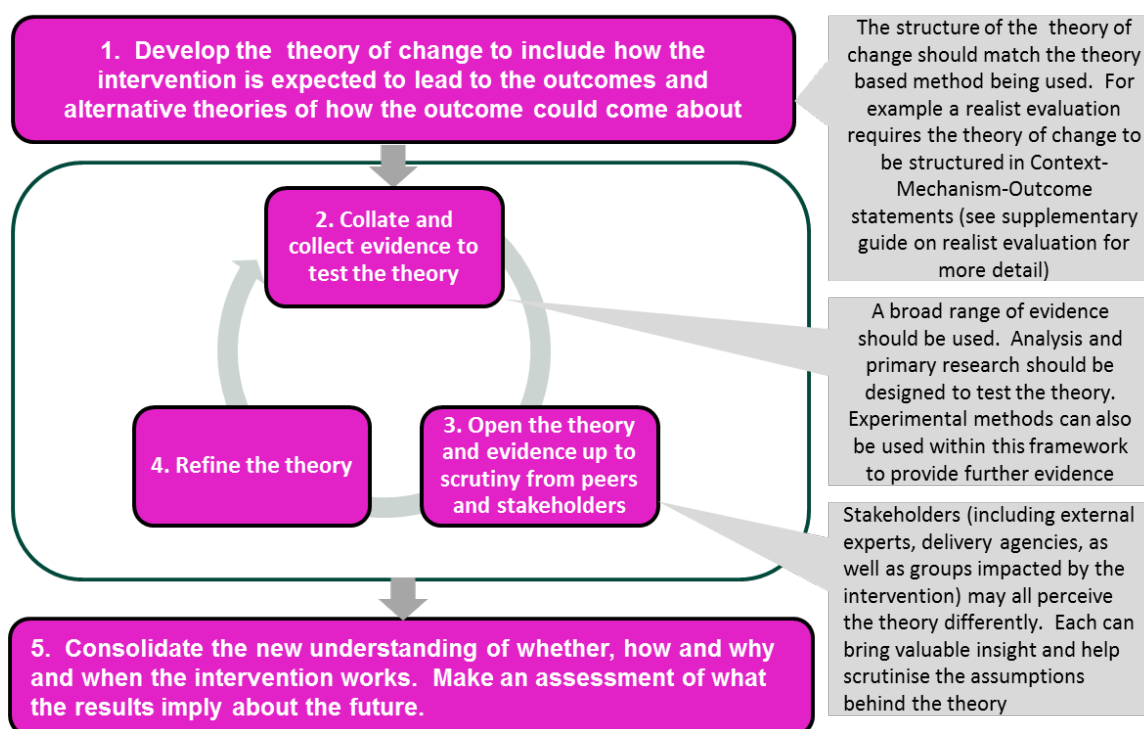 1.  Develop the  theory of change to include how the
intervention is expected to lead to the outcomes and
alternative theories of how the outcome could come about
The structure of the  theory of
change should match the theory
based method being used.  For
example a realist evaluation
requires the theory of change to
be structured in Context-
Mechanism-Outcome
statements (see supplementary
guide on realist evaluation for
more detail)
2. Collate and
collect evidence to
test the theory
A broad range of evidence
should be used.  Analysis and
primary research should be
designed to test the theory.
Experimental methods can also
be used within this framework
to provide further evidence
3. Open the theory
and evidence up to
scrutiny from peers
and stakeholders
Stakeholders (including external
experts, delivery agencies, as
well as groups impacted by the
intervention) may all perceive
the theory differently.  Each can
bring valuable insight and help
scrutinise the assumptions
behind the theory
4. Refine the theory
5.  Consolidate the new understanding of whether, how and why
and when the intervention works.  Make an assessment of what
the results imply about the future.